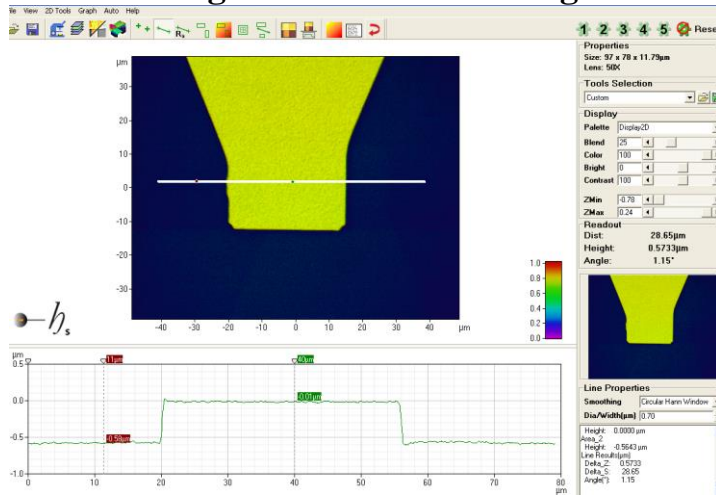 File View 2D Tools Graph Auto Help
1 2 3 4 5 Rese
Properties
Size: 97 x 78 x 11.79µm
Lens: 50X
Tools Selection
Custom
Display
Palette Display2D
Blend 25
Color 100
Bright 0
Contrast 100
ZMin -0.78
ZMax 0.24
Readout
Dist: 28.65µm
Height: 0.5733µm
Angle: 1.15°
µm
30
20
10
0
-10
-20
-30
-40 -30 -20 -10 0 10 20 30 40 µm
1.0
0.8
0.6
0.4
0.2
0.0
hs
µm
0.5
0.0
-0.5
-1.0
11µm
40µm
-0.01µm
-0.58µm
0 10 20 30 40 50 60 70 80
µm
Line Properties
Smoothing Circular Hann Window
Dia/Width(µm) 0.70
Height: 0.0000 µm
Area_2
Height: -0.5643 µm
Line Results(µm)
Delta_Z: 0.5733
Delta_S: 28.65
Angle(°): 1.15